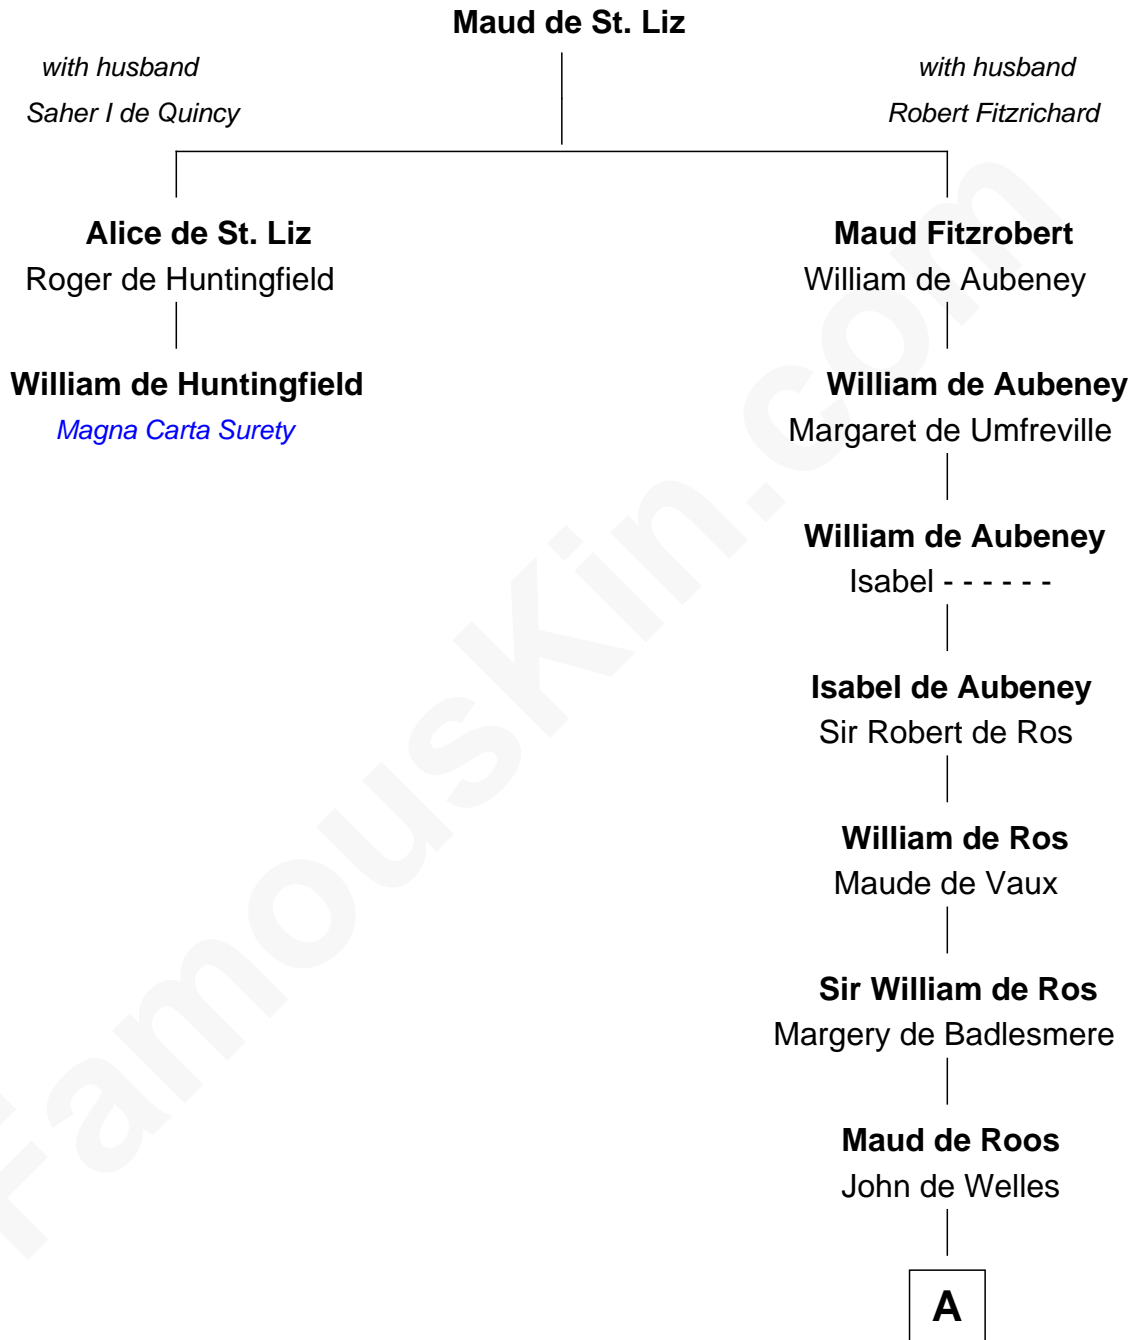 Maud de St. Liz
with husband
Saher I de Quincy
with husband
Robert Fitzrichard
Alice de St. Liz
Roger de Huntingfield
Maud Fitzrobert
William de Aubeney
William de Huntingfield
Magna Carta Surety
William de Aubeney
Margaret de Umfreville
William de Aubeney
Isabel - - - - - -
Isabel de Aubeney
Sir Robert de Ros
William de Ros
Maude de Vaux
Sir William de Ros
Margery de Badlesmere
Maud de Roos
John de Welles
A
FamousKin.com